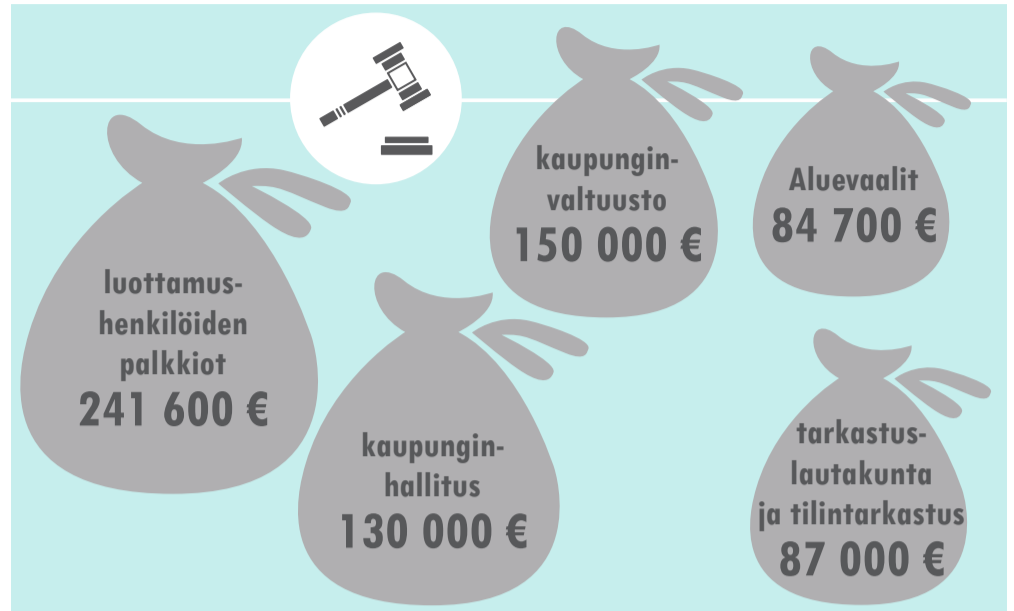 luottamus-
henkilöiden
palkkiot
241 600 €
kaupungin-
hallitus
130 000 €
kaupungin-
valtuusto
150 000 €
Aluevaalit
84 700 €
tarkastus-
lautakunta
ja tilintarkastus
87 000 €